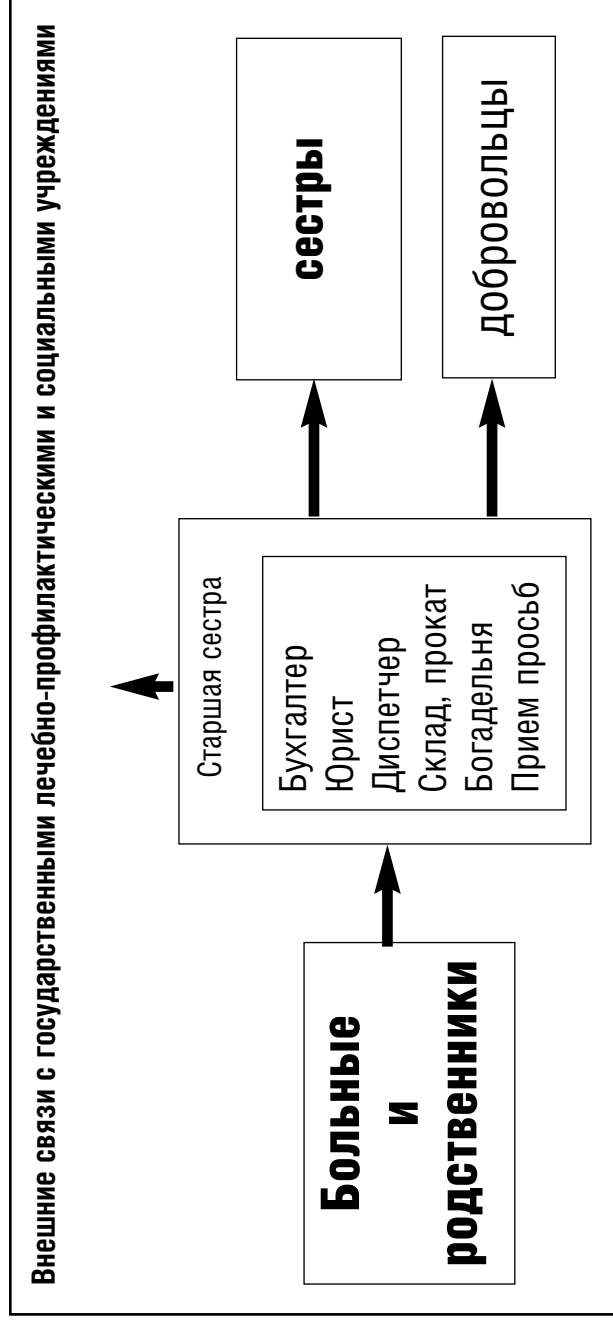 Внешние связи с государственными лечебно-профилактическими и социальными учреждениями
Больные
и
родственники
Старшая сестра
Бухгалтер
Юрист
Диспетчер
Склад, прокат
Богадельня
Прием просьб
сестры
добровольцы